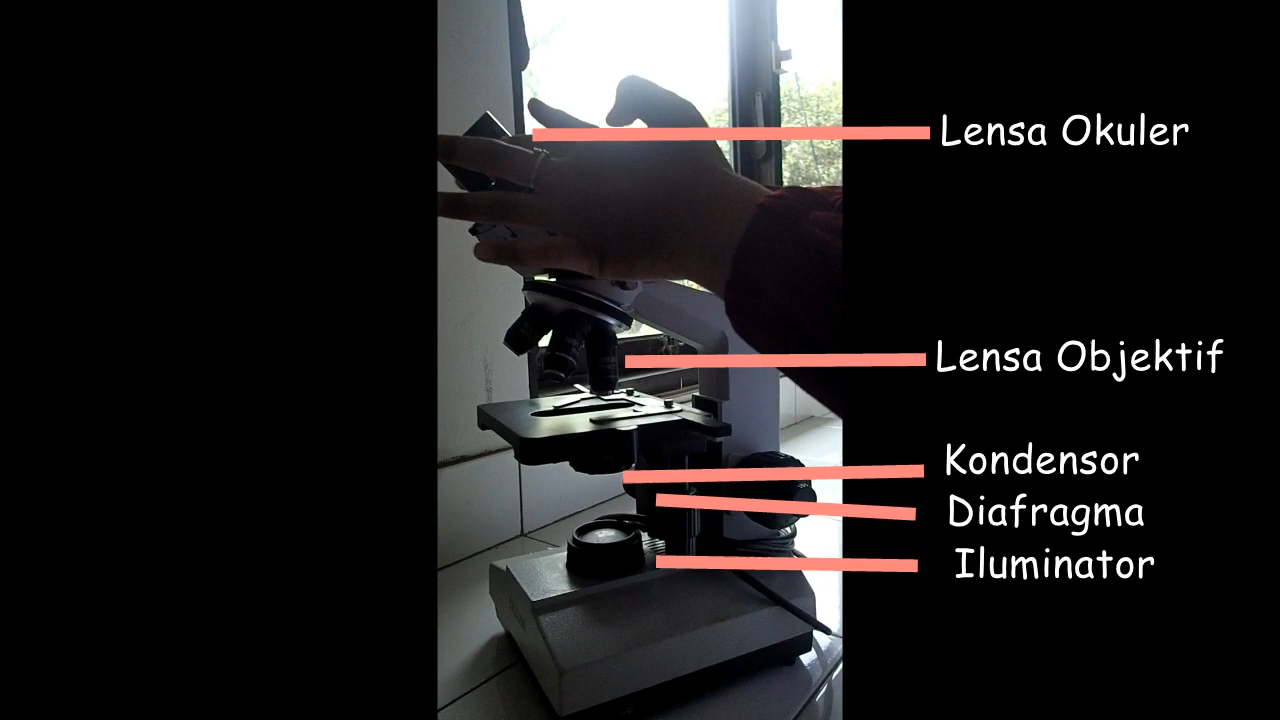 Lensa Okuler
Lensa Objektif
Kondensor
Diafragma
Iluminator